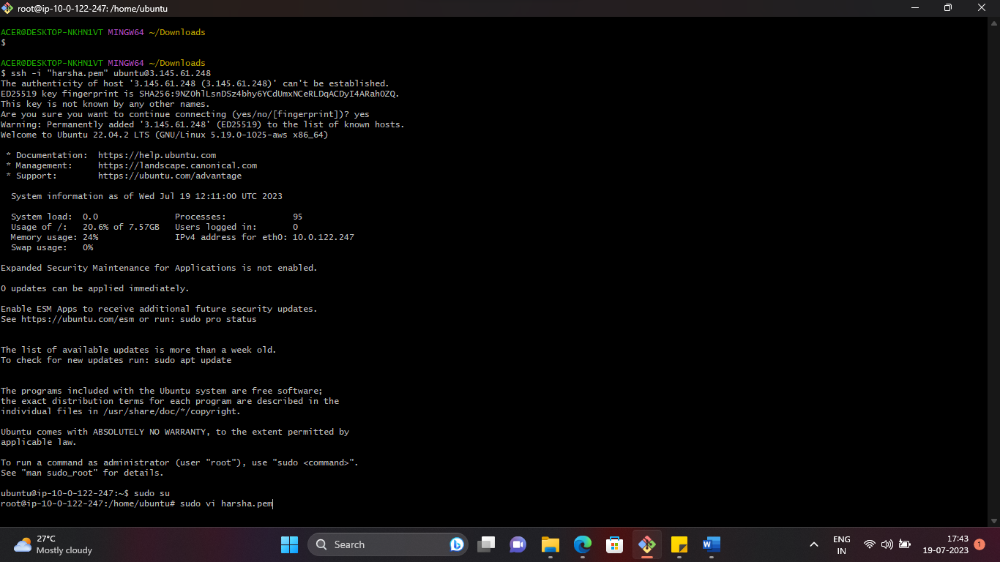 root@ip-10-0-122-247: /home/ubuntu
ACER@DESKTOP-NKHN1VT MINGW64 ~/Downloads
$
ACER@DESKTOP-NKHN1VT MINGW64 ~/Downloads
$ ssh -i "harsha.pem" ubuntu@3.145.61.248
The authenticity of host '3.145.61.248 (3.145.61.248)' can't be established.
ED25519 key fingerprint is SHA256:9NZOhlLsnDSz4bhy6YCdUmxNCeRLDqACDyI4ARahOZQ.
This key is not known by any other names.
Are you sure you want to continue connecting (yes/no/[fingerprint])? yes
Warning: Permanently added '3.145.61.248' (ED25519) to the list of known hosts.
Welcome to Ubuntu 22.04.2 LTS (GNU/Linux 5.19.0-1025-aws x86_64)
* Documentation:  https://help.ubuntu.com
* Management:     https://landscape.canonical.com
* Support:        https://ubuntu.com/advantage
System information as of Wed Jul 19 12:11:00 UTC 2023
System load:  0.0               Processes:             95
Usage of /:   20.6% of 7.57GB   Users logged in:       0
Memory usage: 24%               IPv4 address for eth0: 10.0.122.247
Swap usage:   0%
Expanded Security Maintenance for Applications is not enabled.
0 updates can be applied immediately.
Enable ESM Apps to receive additional future security updates.
See https://ubuntu.com/esm or run: sudo pro status
The list of available updates is more than a week old.
To check for new updates run: sudo apt update
The programs included with the Ubuntu system are free software;
the exact distribution terms for each program are described in the
individual files in /usr/share/doc/*/copyright.
Ubuntu comes with ABSOLUTELY NO WARRANTY, to the extent permitted by
applicable law.
To run a command as administrator (user "root"), use "sudo <command>".
See "man sudo_root" for details.
ubuntu@ip-10-0-122-247:~$ sudo su
root@ip-10-0-122-247:/home/ubuntu# sudo vi harsha.pem
27°C
Mostly cloudy
Search
ENG
IN
17:43
19-07-2023
1